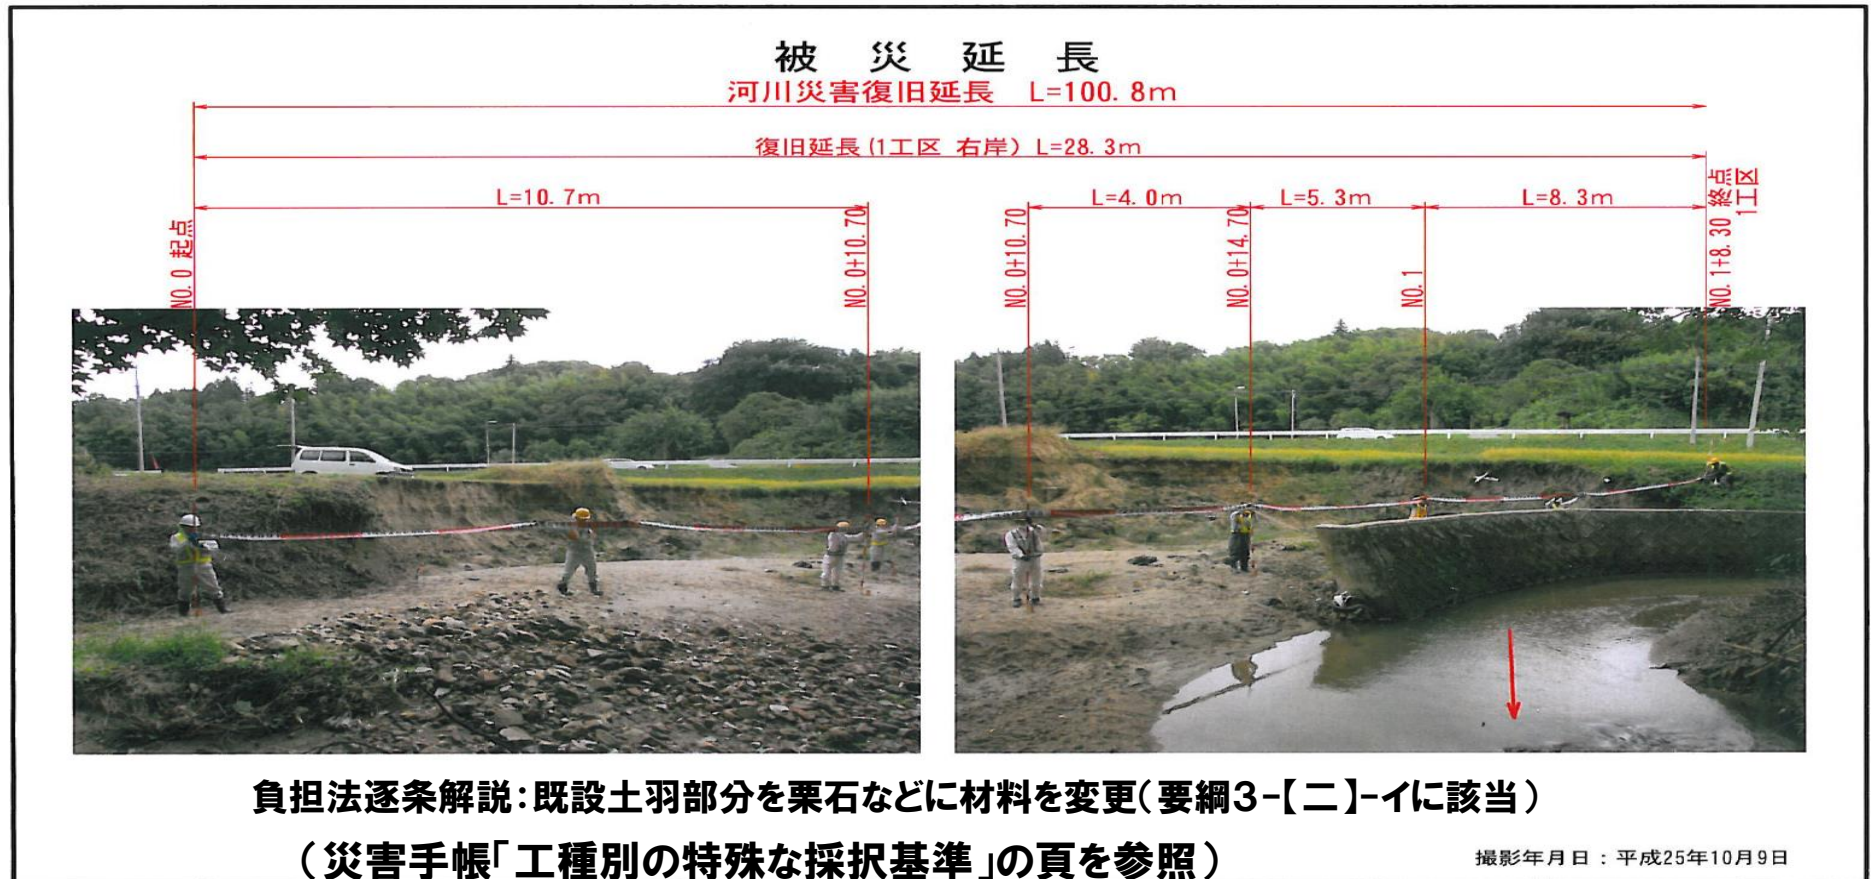 被災延長
河川災害復旧延長 L=100.8m
復旧延長(1工区 右岸) L=28.3m
L=10.7m
L=4.0m
L=5.3m
L=8.3m
NO.0 起点
NO.0+10.70
NO.0+10.70
NO.0+14.70
NO.1
NO.1+8.30 終点
1工区
負担法逐条解説:既設土羽部分を栗石などに材料を変更(要綱3-【二】-イに該当)
(災害手帳「工種別の特殊な採択基準」の頁を参照)
撮影年月日:平成25年10月9日